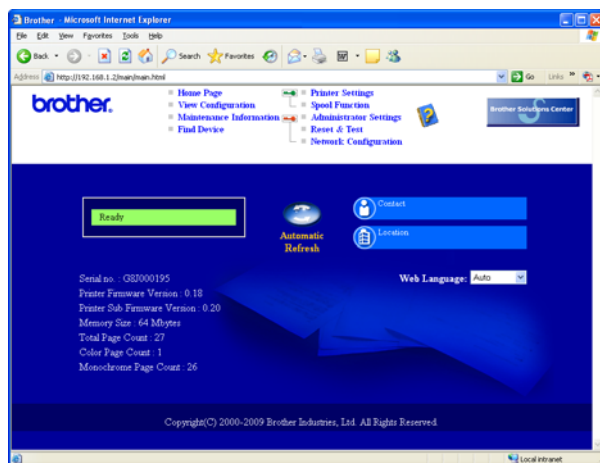 Brother - Microsoft Internet Explorer
File Edit View Favorites Tools Help
Back Search Favorites
Address http://192.168.1.2/main/main.html Go Links
brother.
Home Page
View Configuration
Maintenance Information
Find Device
Printer Settings
Spool Function
Administrator Settings
Reset & Test
Network Configuration
Brother Solutions Center
Ready
Automatic
Refresh
Contact
Location
Web Language: Auto
Serial no. : G8J000195
Printer Firmware Version : 0.18
Printer Sub Firmware Version : 0.20
Memory Size : 64 Mbytes
Total Page Count : 27
Color Page Count : 1
Monochrome Page Count : 26
Copyright(C) 2000-2009 Brother Industries, Ltd. All Rights Reserved.
Local intranet